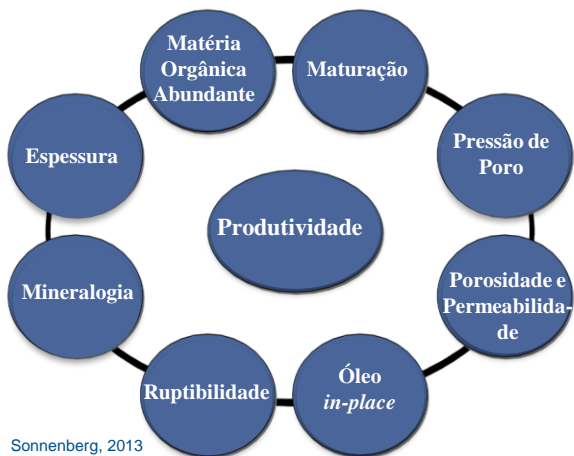 Matéria
Orgânica
Abundante
Maturação
Pressão de
Poro
Porosidade e
Permeabilida-
de
Óleo
in-place
Ruptibilidade
Mineralogia
Espessura
Produtividade
Sonnenberg, 2013